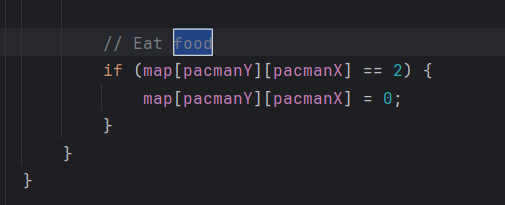 // Eat food
if (map[pacmanY][pacmanX] == 2) {
map[pacmanY][pacmanX] = 0;
}
}
}